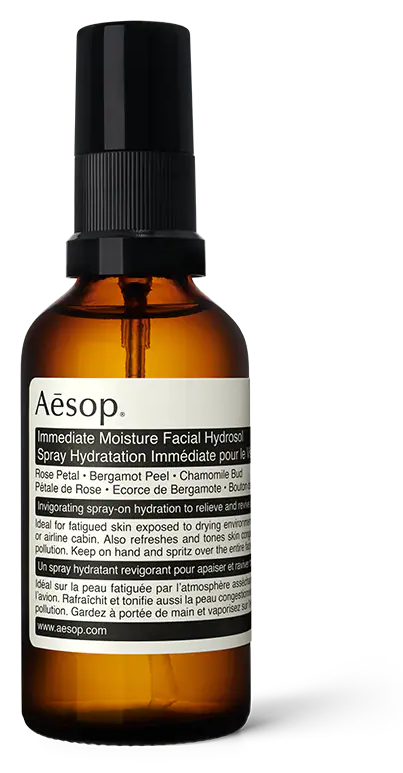 Aēsop®
Immediate Moisture Facial Hydrosol
Spray Hydratation Immédiate pour le
Rose Petal • Bergamot Peel • Chamomile Bud
Pétale de Rose • Ecorce de Bergamote • Bouton
Invigorating spray-on hydration to relieve and revive
Ideal for fatigued skin exposed to drying
or airline cabin. Also refreshes and tones skin
pollution. Keep on hand and spritz over the entire
Un spray hydratant revigorant pour apaiser et
Idéal sur la peau fatiguée par l'atmosphère
l'avion. Rafraîchit et tonifie aussi la peau
pollution. Gardez à portée de main et vaporisez sur
www.aesop.com